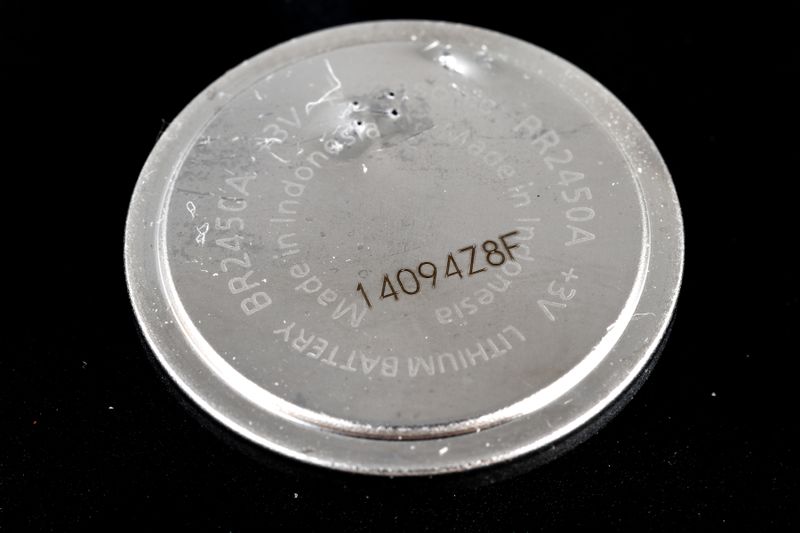 BR2450A +3V
Made in Indonesia
BR2450A +3V
Made in Indonesia
LITHIUM BATTERY
14094Z8F